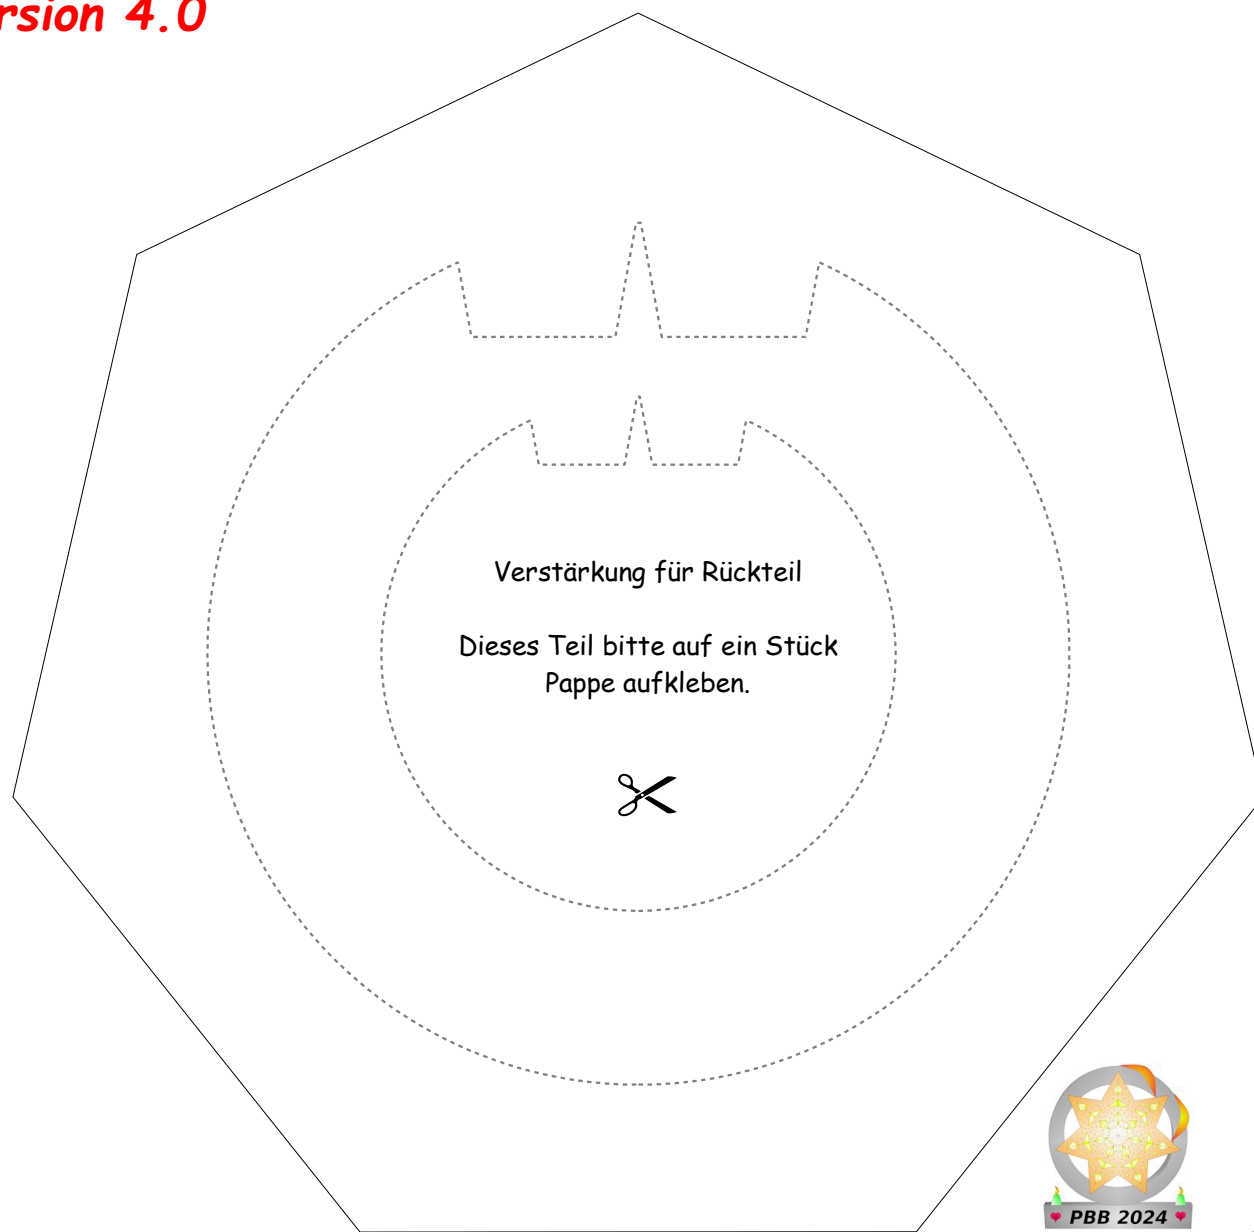 rsion 4.0
Verstärkung für Rückteil
Dieses Teil bitte auf ein Stück
Pappe aufkleben.
PBB 2024